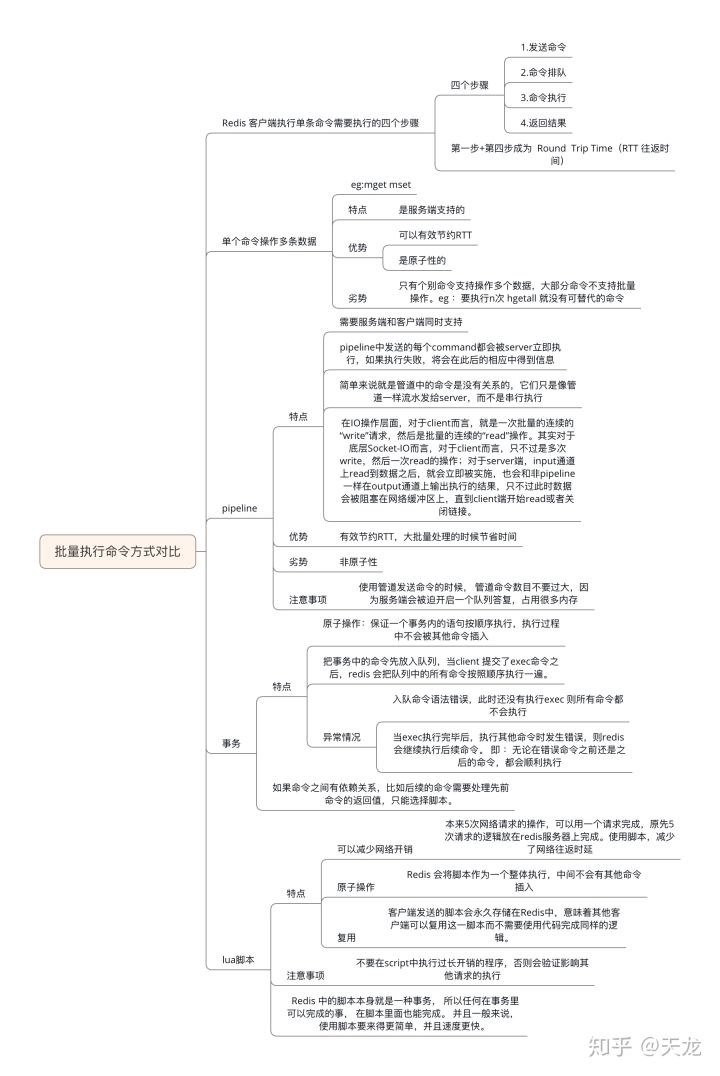 批量执行命令方式对比
Redis 客户端执行单条命令需要执行的四个步骤
四个步骤
1.发送命令
2.命令排队
3.命令执行
4.返回结果
第一步+第四步成为 Round Trip Time（RTT 往返时
间）
单个命令操作多条数据
eg:mget mset
特点
是服务端支持的
优势
可以有效节约RTT
是原子性的
劣势
只有个别命令支持操作多个数据，大部分命令不支持批量
操作。eg ：要执行n次 hgetall 就没有可替代的命令
pipeline
特点
需要服务端和客户端同时支持
pipeline中发送的每个command都会被server立即执
行，如果执行失败，将会在此后的相应中得到信息
简单来说就是管道中的命令是没有关系的，它们只是像管
道一样流水发给server，而不是串行执行
在IO操作层面，对于client而言，就是一次批量的连续的
“write”请求，然后是批量的连续的“read”操作。其实对于
底层Socket-IO而言，对于client而言，只不过是多次
write，然后一次read的操作；对于server端，input通道
上read到数据之后，就会立即被实施，也会和非pipeline
一样在output通道上输出执行的结果，只不过此时数据
会被阻塞在网络缓冲区上，直到client端开始read或者关
闭链接。
优势
有效节约RTT，大批量处理的时候节省时间
劣势
非原子性
注意事项
使用管道发送命令的时候， 管道命令数目不要过大，因
为服务端会被迫开启一个队列答复，占用很多内存
事务
特点
原子操作：保证一个事务内的语句按顺序执行，执行过程
中不会被其他命令插入
把事务中的命令先放入队列，当client 提交了exec命令之
后，redis 会把队列中的所有命令按照顺序执行一遍。
异常情况
入队命令语法错误，此时还没有执行exec 则所有命令都
不会执行
当exec执行完毕后，执行其他命令时发生错误，则redis
会继续执行后续命令。 即 ：无论在错误命令之前还是之
后的命令，都会顺利执行
如果命令之间有依赖关系，比如后续的命令需要处理先前
命令的返回值，只能选择脚本。
lua脚本
特点
可以减少网络开销
本来5次网络请求的操作，可以用一个请求完成，原先5
次请求的逻辑放在redis服务器上完成。使用脚本，减少
了网络往返时延
原子操作
Redis 会将脚本作为一个整体执行，中间不会有其他命令
插入
复用
客户端发送的脚本会永久存储在Redis中，意味着其他客
户端可以复用这一脚本而不需要使用代码完成同样的逻
辑。
注意事项
不要在script中执行过长开销的程序，否则会验证影响其
他请求的执行
Redis 中的脚本本身就是一种事务， 所以任何在事务里
可以完成的事， 在脚本里面也能完成。 并且一般来说，
使用脚本要来得更简单，并且速度更快。
知乎 @天龙